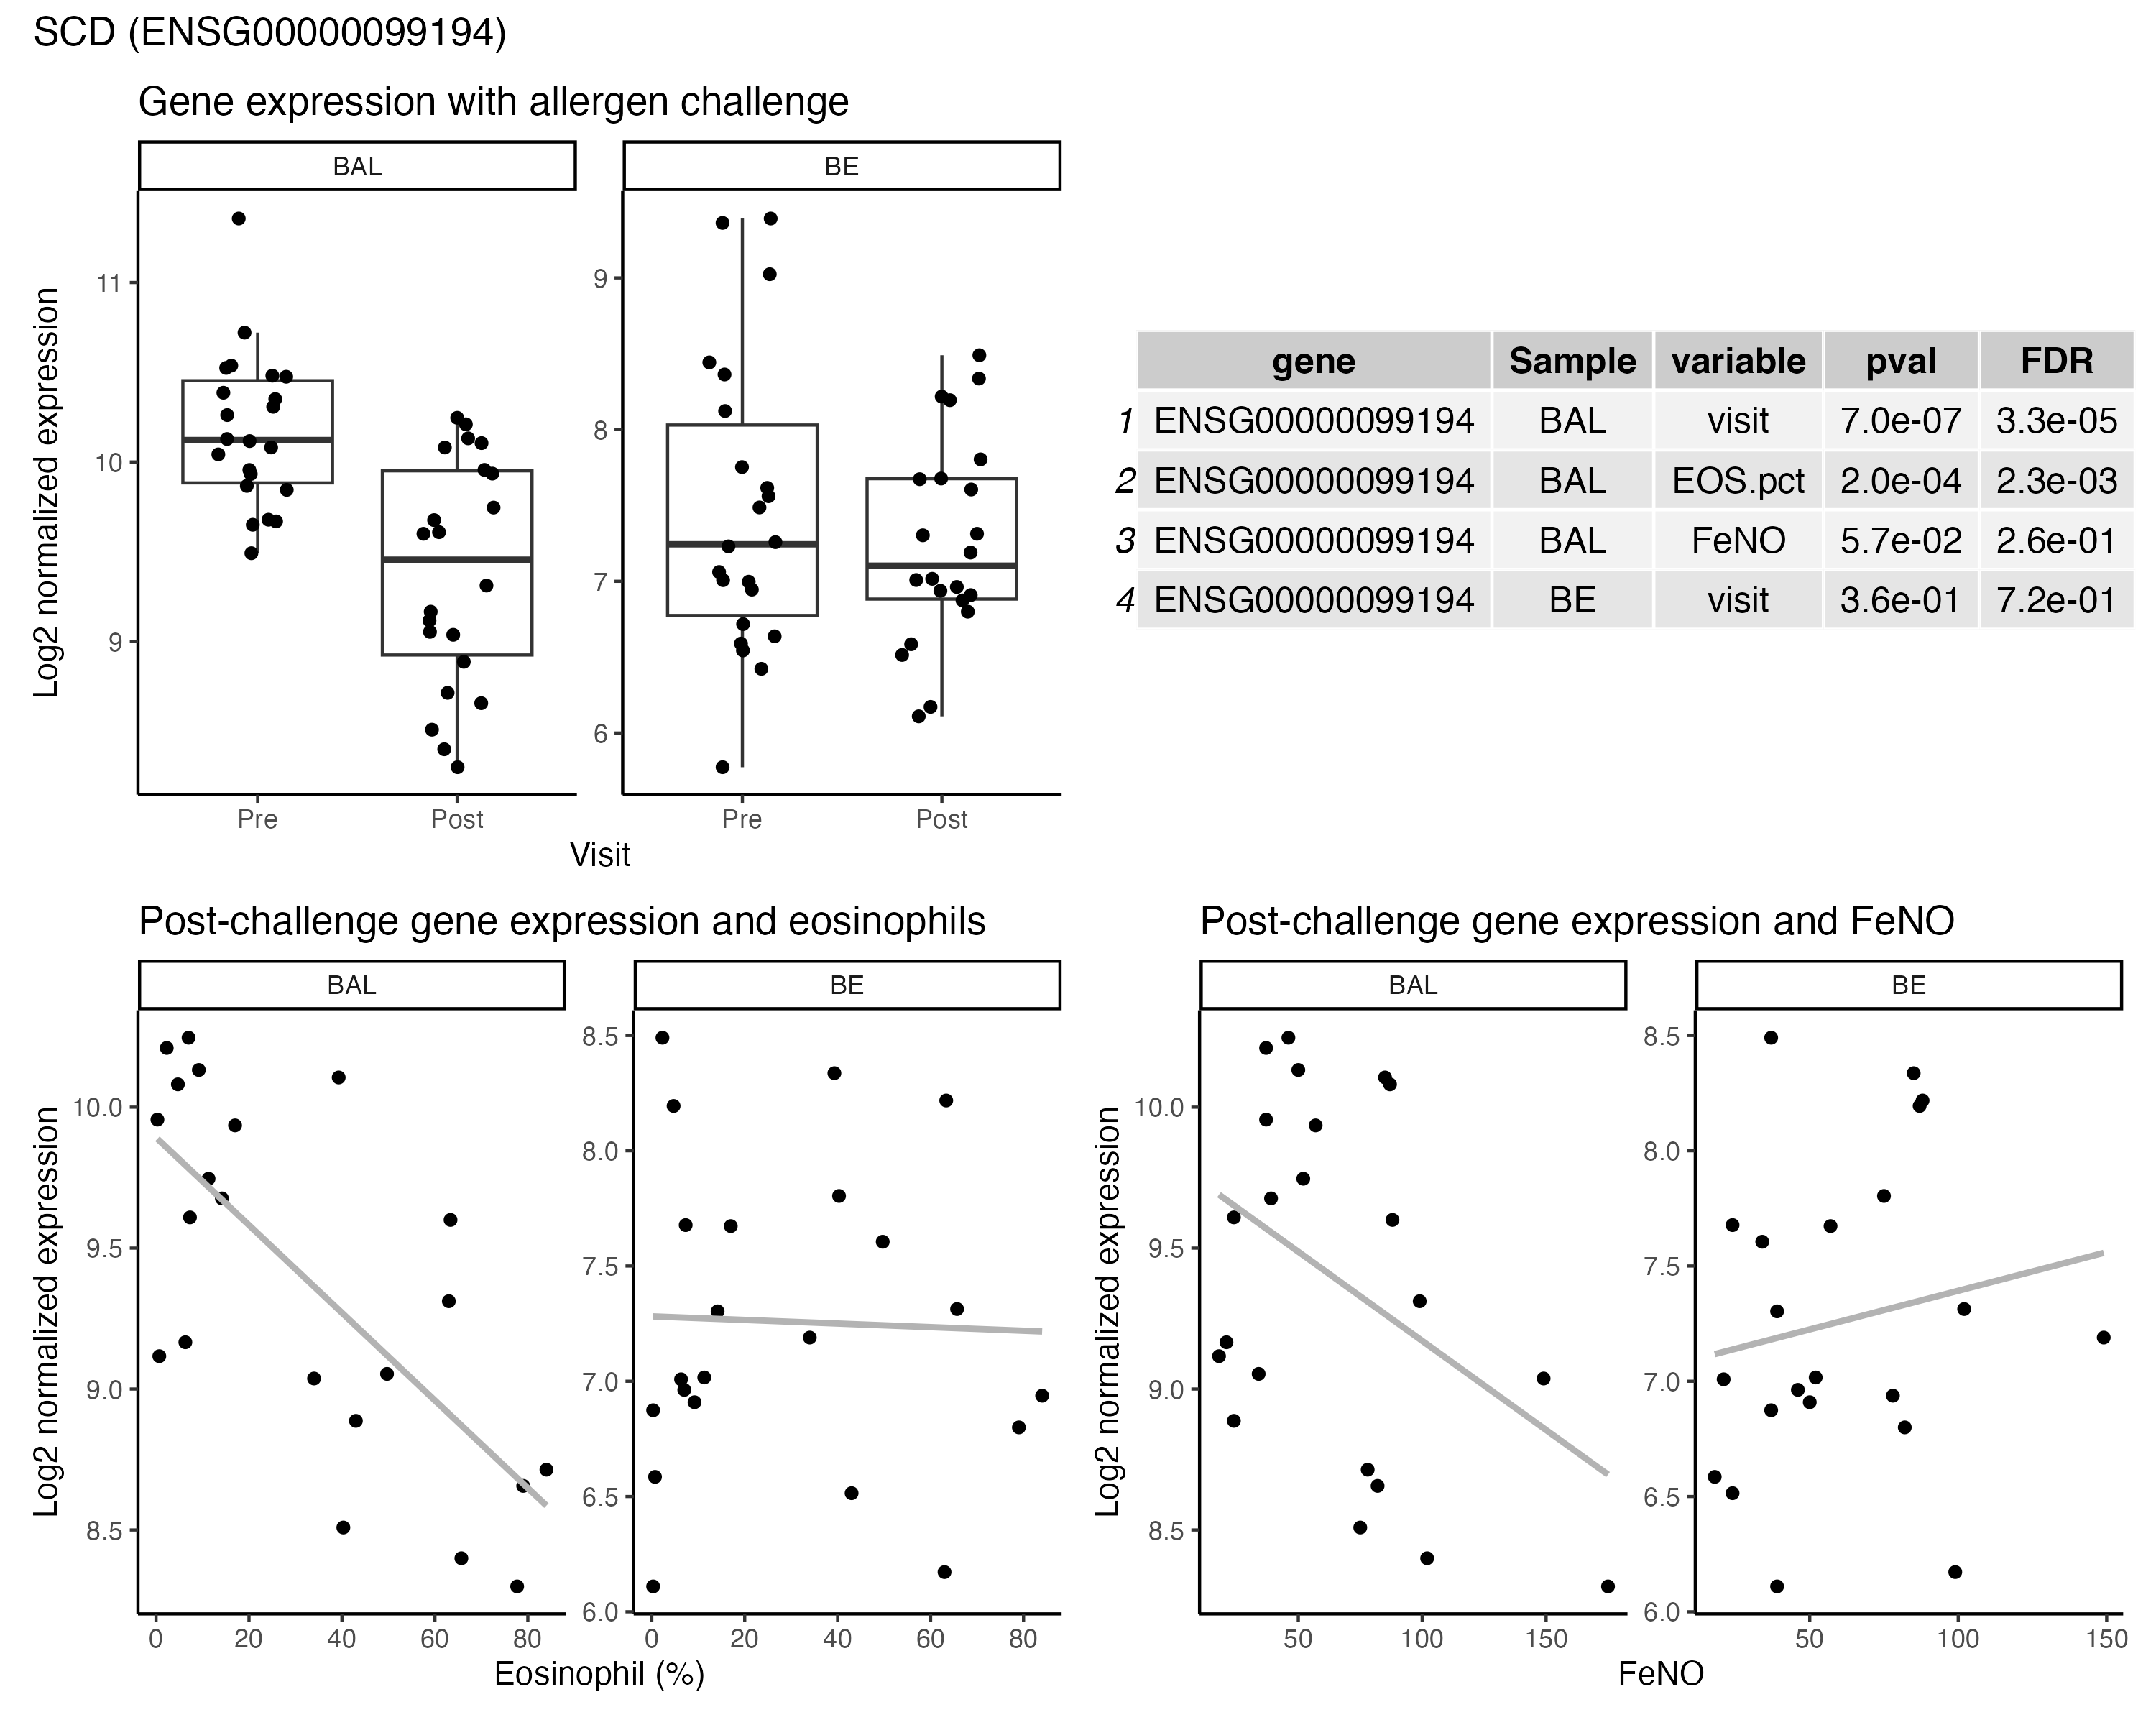 SCD (ENSG00000099194)
Gene expression with allergen challenge
BAL
BE
Log2 normalized expression
11
10
9
9
8
7
6
Pre
Post
Pre
Post
Visit
gene Sample variable pval FDR
1 ENSG00000099194 BAL visit 7.0e-07 3.3e-05
2 ENSG00000099194 BAL EOS.pct 2.0e-04 2.3e-03
3 ENSG00000099194 BAL FeNO 5.7e-02 2.6e-01
4 ENSG00000099194 BE visit 3.6e-01 7.2e-01
Post-challenge gene expression and eosinophils
BAL
BE
Log2 normalized expression
10.0
9.5
9.0
8.5
8.5
8.0
7.5
7.0
6.5
6.0
0 20 40 60 80
0 20 40 60 80
Eosinophil (%)
Post-challenge gene expression and FeNO
BAL
BE
Log2 normalized expression
10.0
9.5
9.0
8.5
8.5
8.0
7.5
7.0
6.5
6.0
50 100 150
50 100 150
FeNO